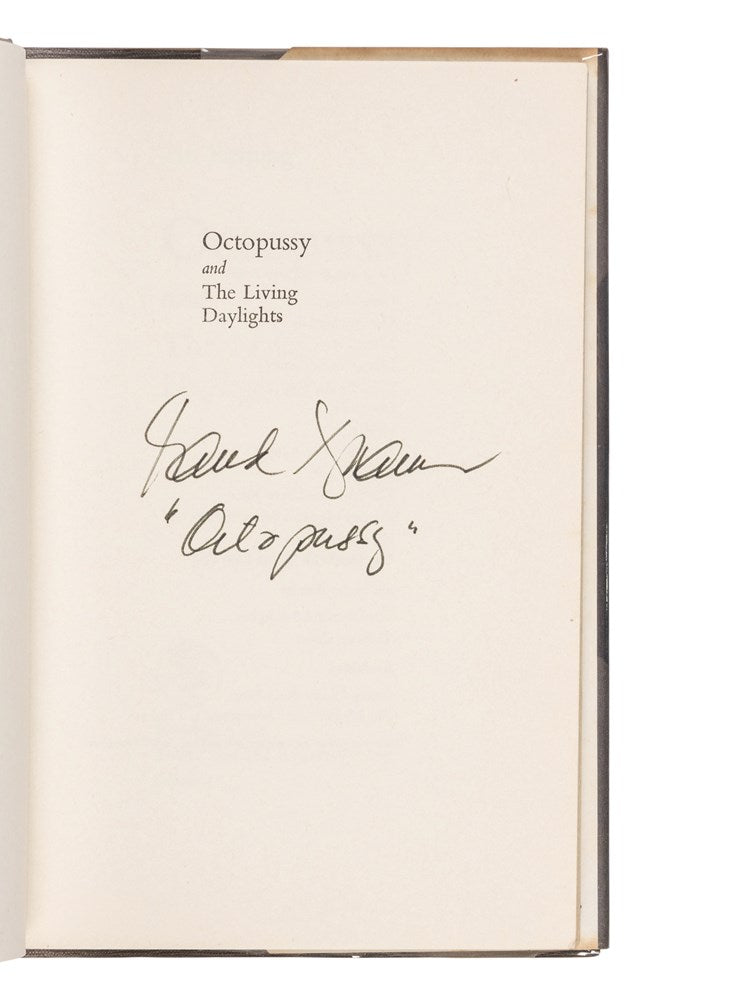 Octopussy
and
The Living
Daylights
"Octopussy"